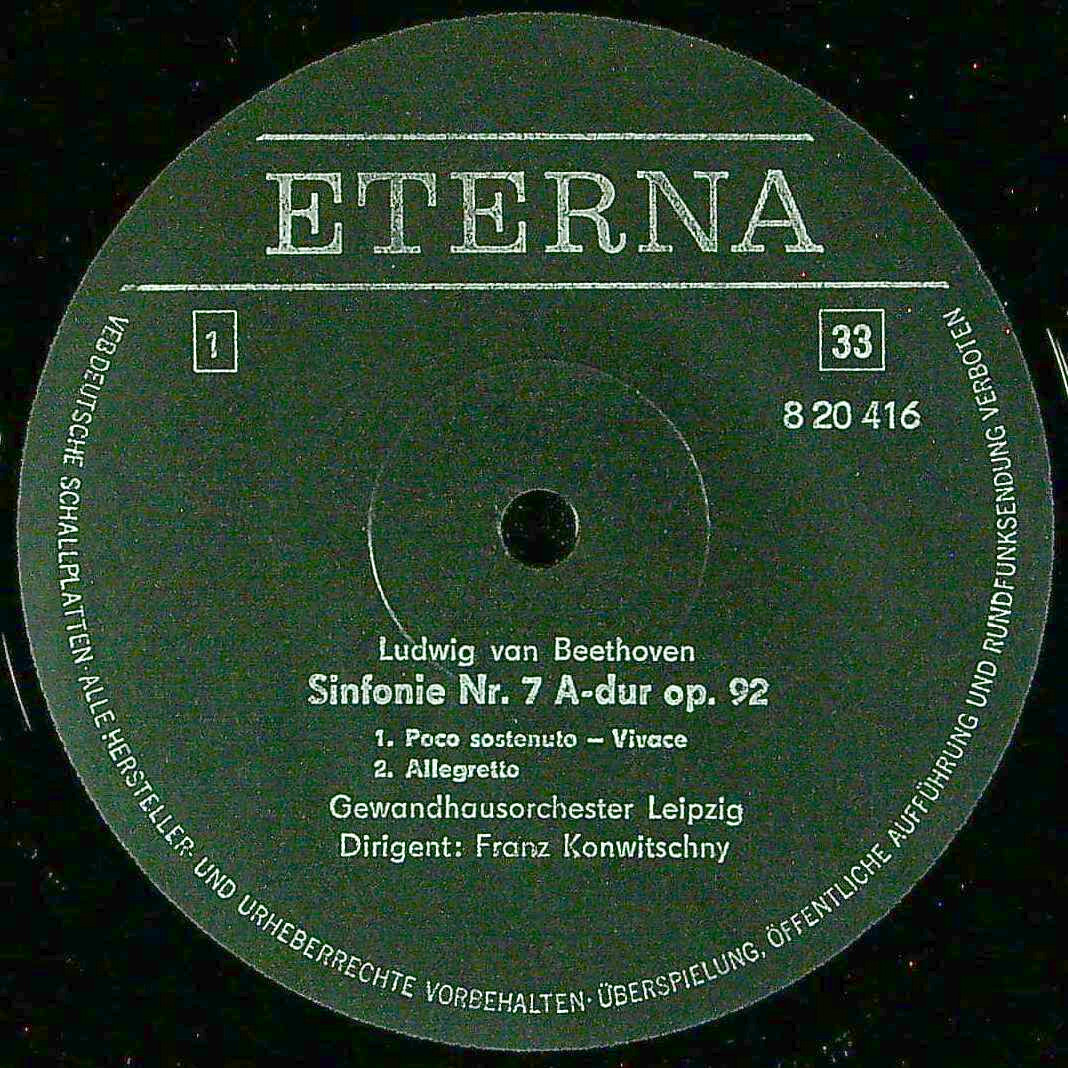 ETERNA
1
33
8 20 416
Ludwig van Beethoven
Sinfonie Nr. 7 A-dur op. 92
1. Poco sostenuto – Vivace
2. Allegretto
Gewandhausorchester Leipzig
Dirigent: Franz Konwitschny
VEB DEUTSCHE SCHALLPLATTEN · ALLE HERSTELLER- UND URHEBERRECHTE VORBEHALTEN · ÜBERSPIELUNG, ÖFFENTLICHE AUFFÜHRUNG UND RUNDFUNKSENDUNG VERBOTEN